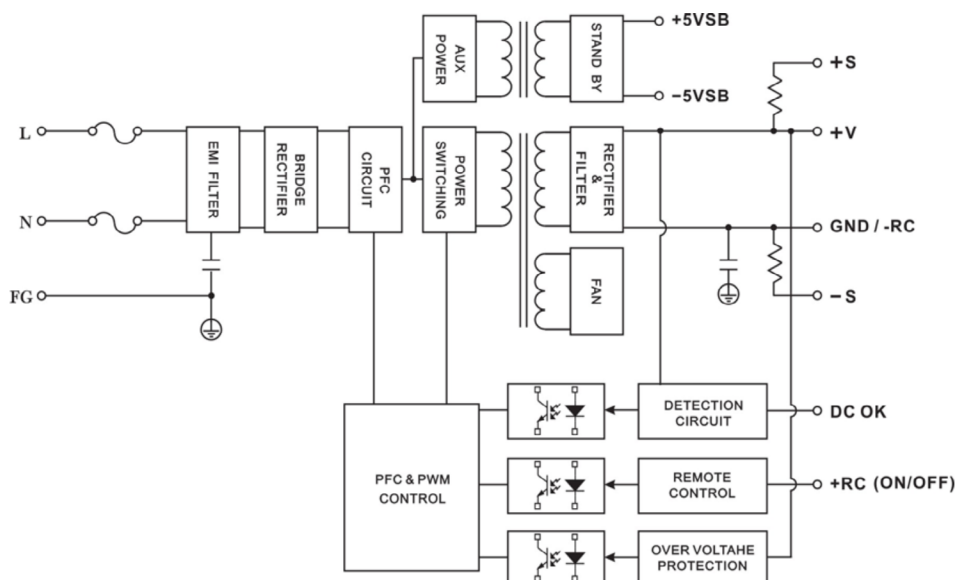 AUX
POWER
STAND BY
+5VSB
−5VSB
+S
L
EMI FILTER
BRIDGE
RECTIFIER
PFC
CIRCUIT
POWER
SWITCHING
RECTIFIER
&
FILTER
+V
N
GND / -RC
FG
FAN
−S
PFC & PWM
CONTROL
DETECTION
CIRCUIT
DC OK
REMOTE
CONTROL
+RC (ON/OFF)
OVER VOLTAHE
PROTECTION